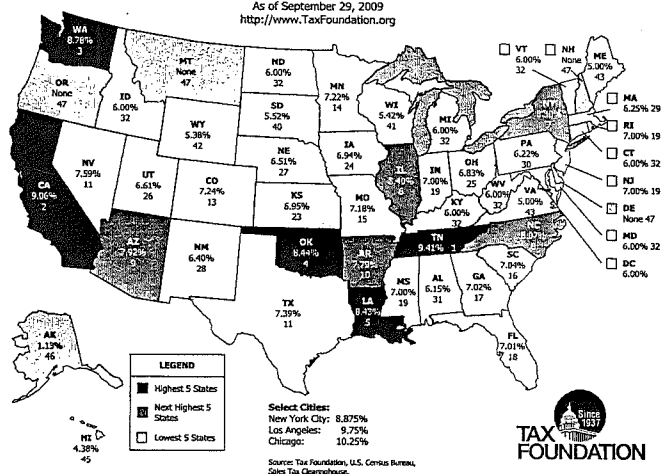 As of September 29, 2009
http://www.TaxFoundation.org
WA
8.78%
3
OR
None
47
CA
9.06%
2
NV
7.59%
11
ID
6.00%
32
MT
None
47
WY
5.38%
42
UT
6.61%
26
AZ
7.92%
9
CO
7.24%
13
NM
6.40%
28
ND
6.00%
32
SD
5.52%
40
NE
6.51%
27
KS
6.95%
23
OK
8.44%
4
TX
7.39%
11
MN
7.22%
14
IA
6.94%
24
MO
7.18%
15
AR
10
LA
8.43%
5
WI
5.42%
41
IL
MI
6.00%
32
IN
7.00%
19
OH
6.83%
25
KY
6.00%
32
TN
9.41% 1
MS
7.00%
19
AL
6.15%
31
GA
7.02%
17
FL
7.01%
18
SC
7.04%
16
NC
VA
5.00%
43
WV
6.00%
32
PA
6.22%
30
VT
6.00%
32
NH
None
47
ME
5.00%
43
MA
6.25% 29
RI
7.00% 19
CT
6.00% 32
NJ
7.00% 19
DE
None 47
MD
6.00% 32
DC
6.00%
AK
1.13%
46
HI
4.38%
45
LEGEND
Highest 5 States
Next Highest 5
States
Lowest 5 States
Select Cities:
New York City: 8.875%
Los Angeles: 9.75%
Chicago: 10.25%
Source: Tax Foundation, U.S. Census Bureau,
Sales Tax Clearinghouse.
Since
1937
TAX
FOUNDATION